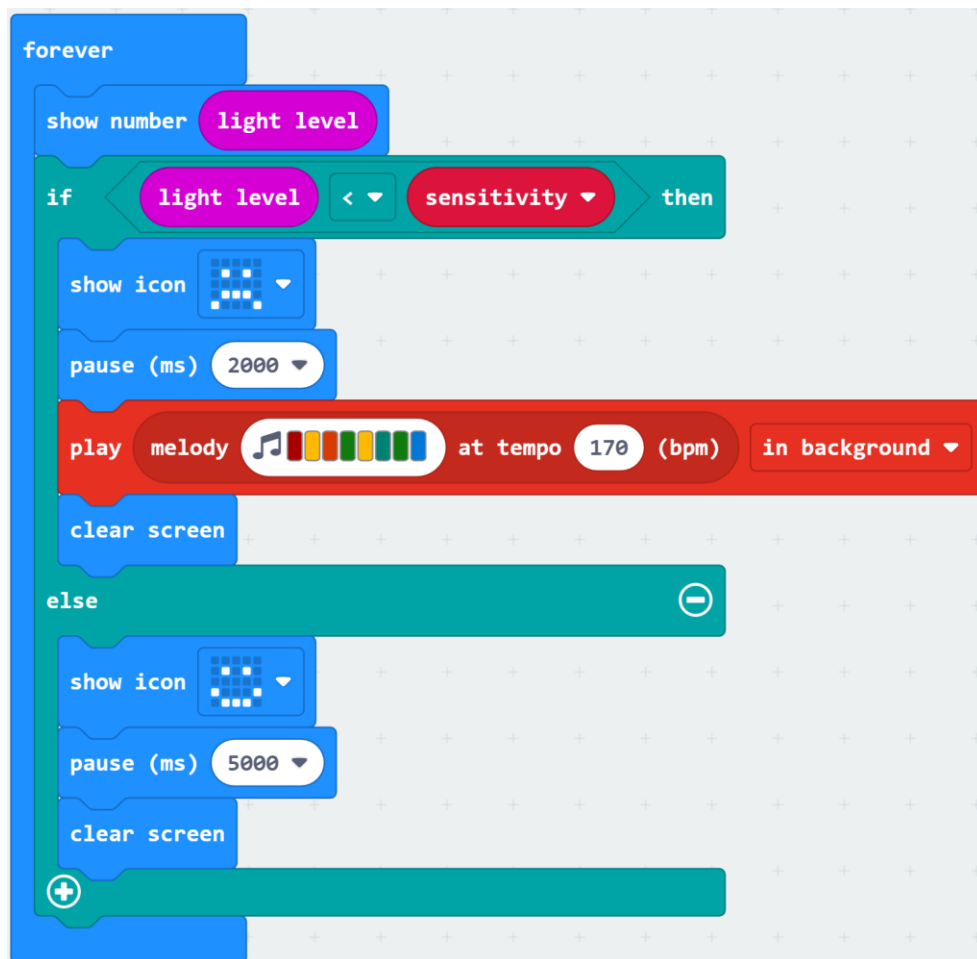 forever
show number light level
if light level < sensitivity then
show icon
pause (ms) 2000
play melody at tempo 170 (bpm) in background
clear screen
else
show icon
pause (ms) 5000
clear screen